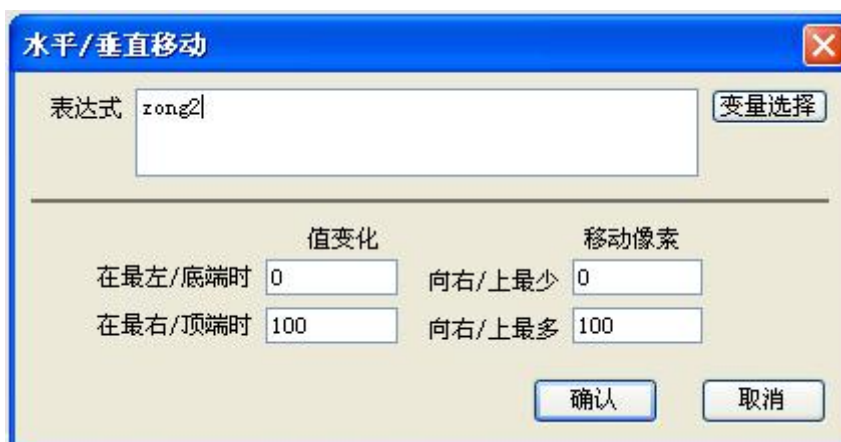 水平/垂直移动
表达式 zong2 变量选择
值变化 移动像素
在最左/底端时 0 向右/上最少 0
在最右/顶端时 100 向右/上最多 100
确认 取消